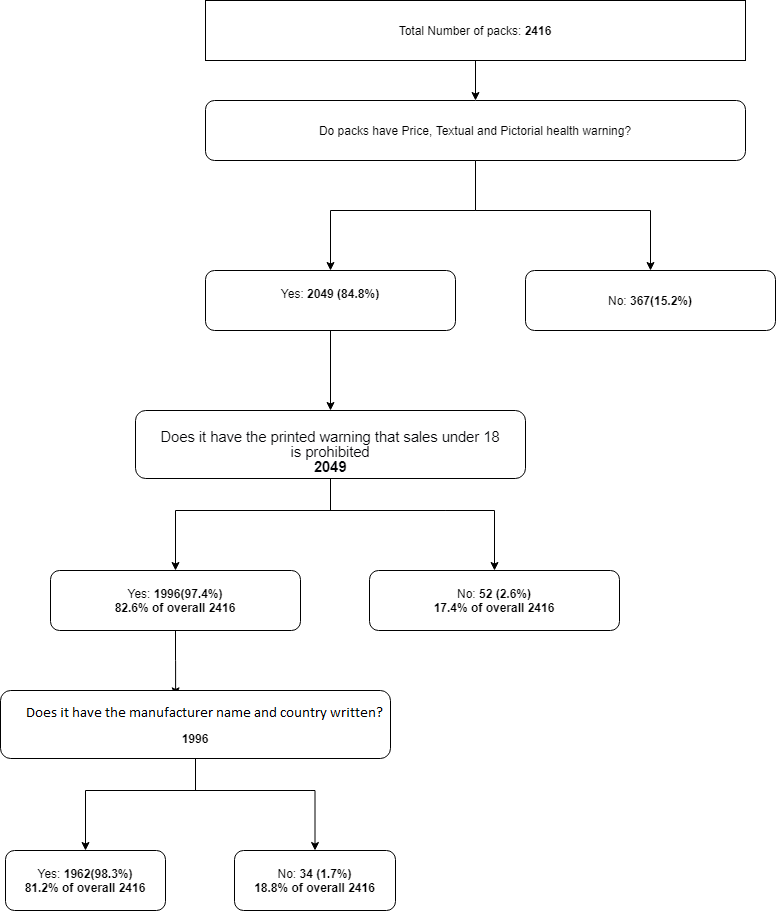 Total Number of packs: 2416
Do packs have Price, Textual and Pictorial health warning?
Yes: 2049 (84.8%)
No: 367(15.2%)
Does it have the printed warning that sales under 18
is prohibited
2049
Yes: 1996(97.4%)
82.6% of overall 2416
No: 52 (2.6%)
17.4% of overall 2416
Does it have the manufacturer name and country written?
1996
Yes: 1962(98.3%)
81.2% of overall 2416
No: 34 (1.7%)
18.8% of overall 2416